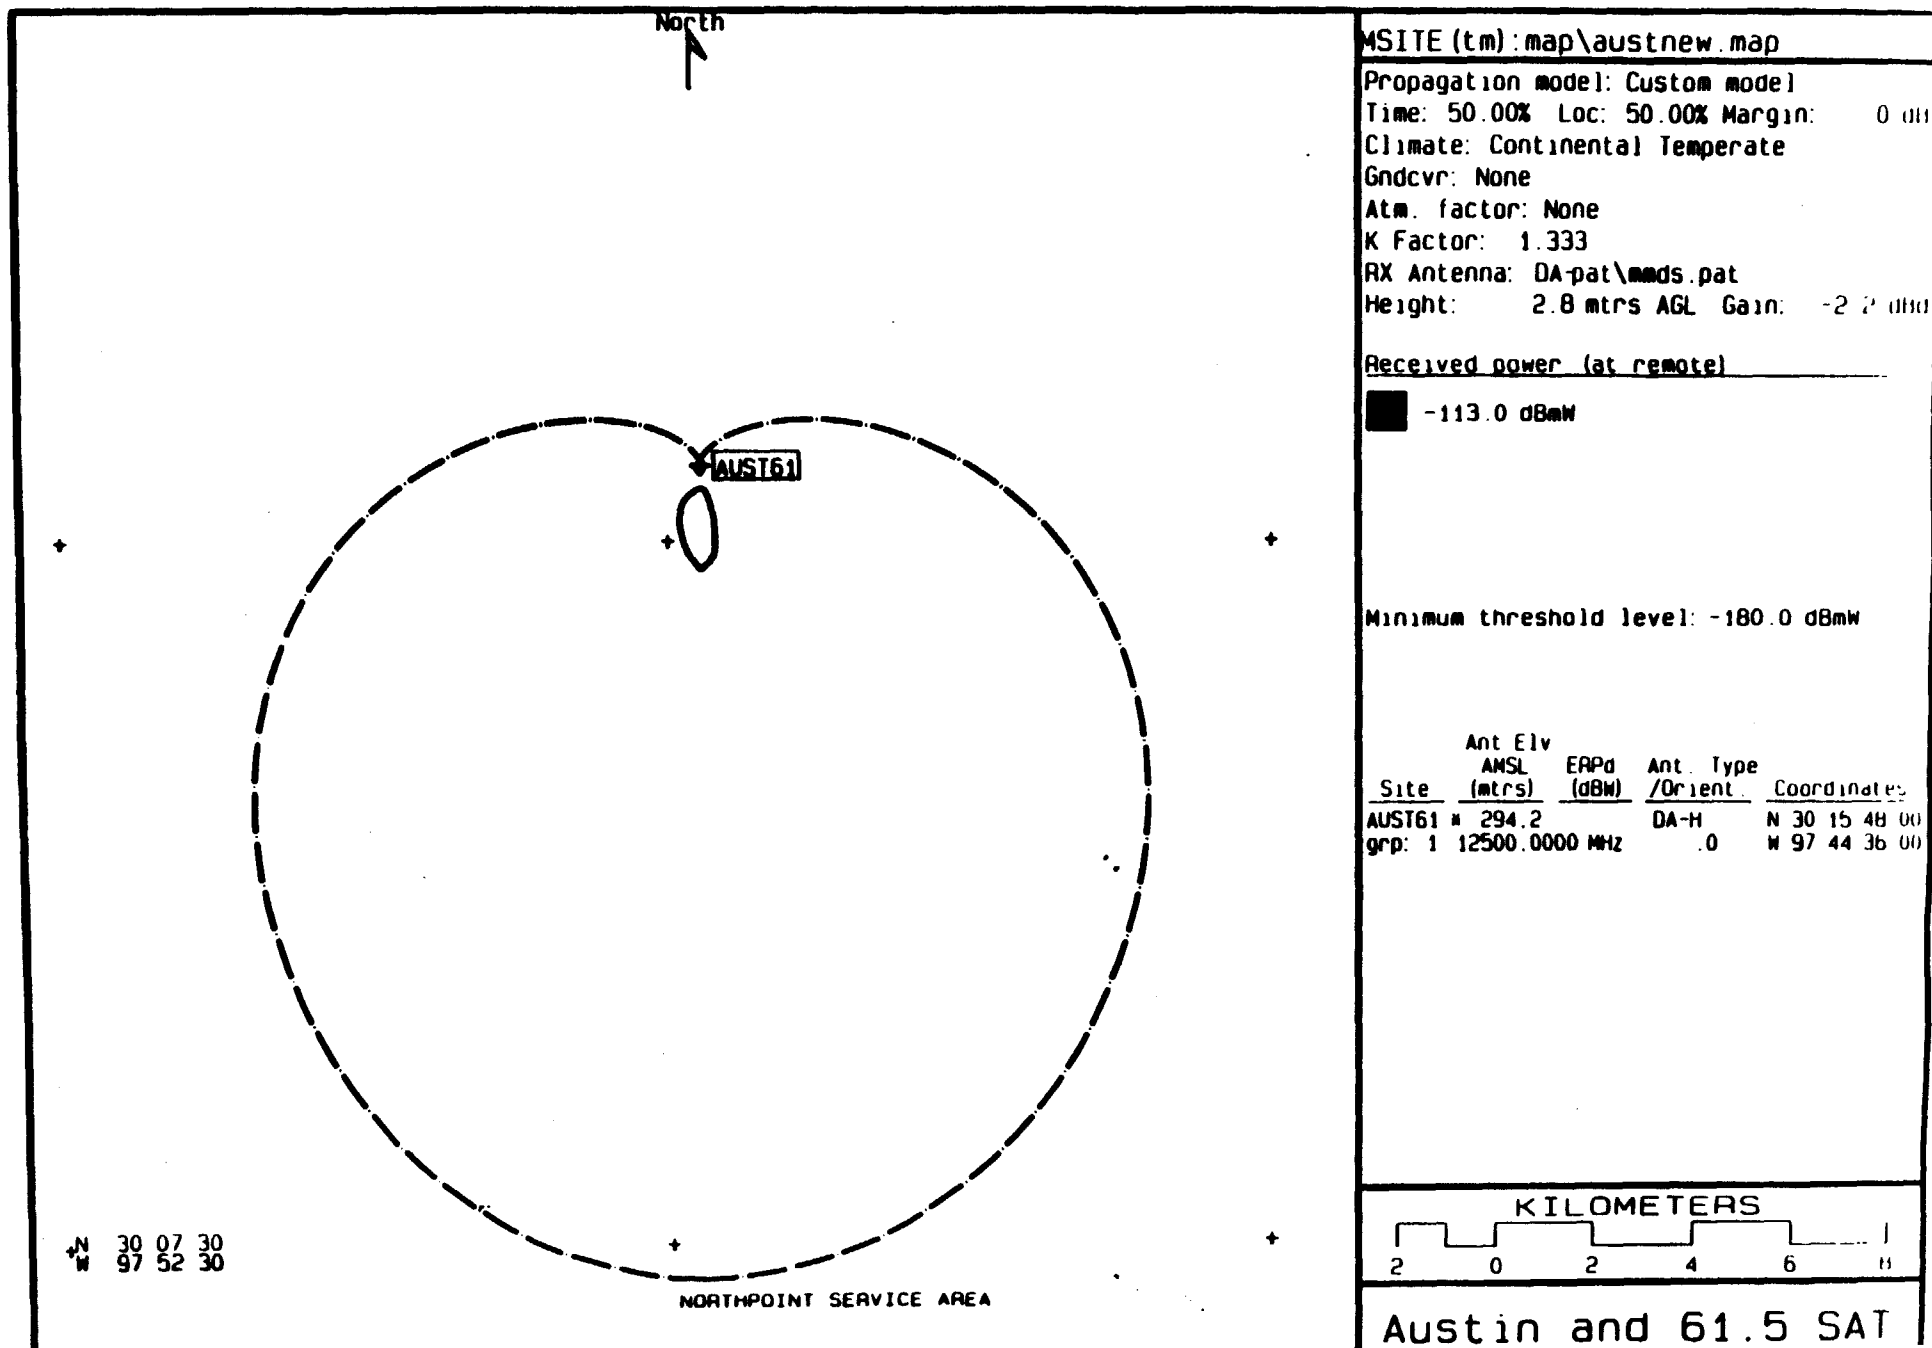 North
AUST61
N 30 07 30
W 97 52 30
NORTHPOINT SERVICE AREA
MSITE (tm): map\austnew.map
Propagation model: Custom model
Time: 50.00% Loc: 50.00% Margin: 0 dB
Climate: Continental Temperate
Gndcvr: None
Atm. factor: None
K Factor: 1.333
RX Antenna: DA-pat\mmds.pat
Height: 2.8 mtrs AGL Gain: -2.2 dBd
Received power (at remote)
-113.0 dBmW
Minimum threshold level: -180.0 dBmW
Ant Elv
AMSL ERPd Ant. Type
Site (mtrs) (dBW) /Orient. Coordinates
AUST61 * 294.2 DA-H N 30 15 48.00
grp: 1 12500.0000 MHz .0 W 97 44 36.00
KILOMETERS
2 0 2 4 6 8
Austin and 61.5 SAT